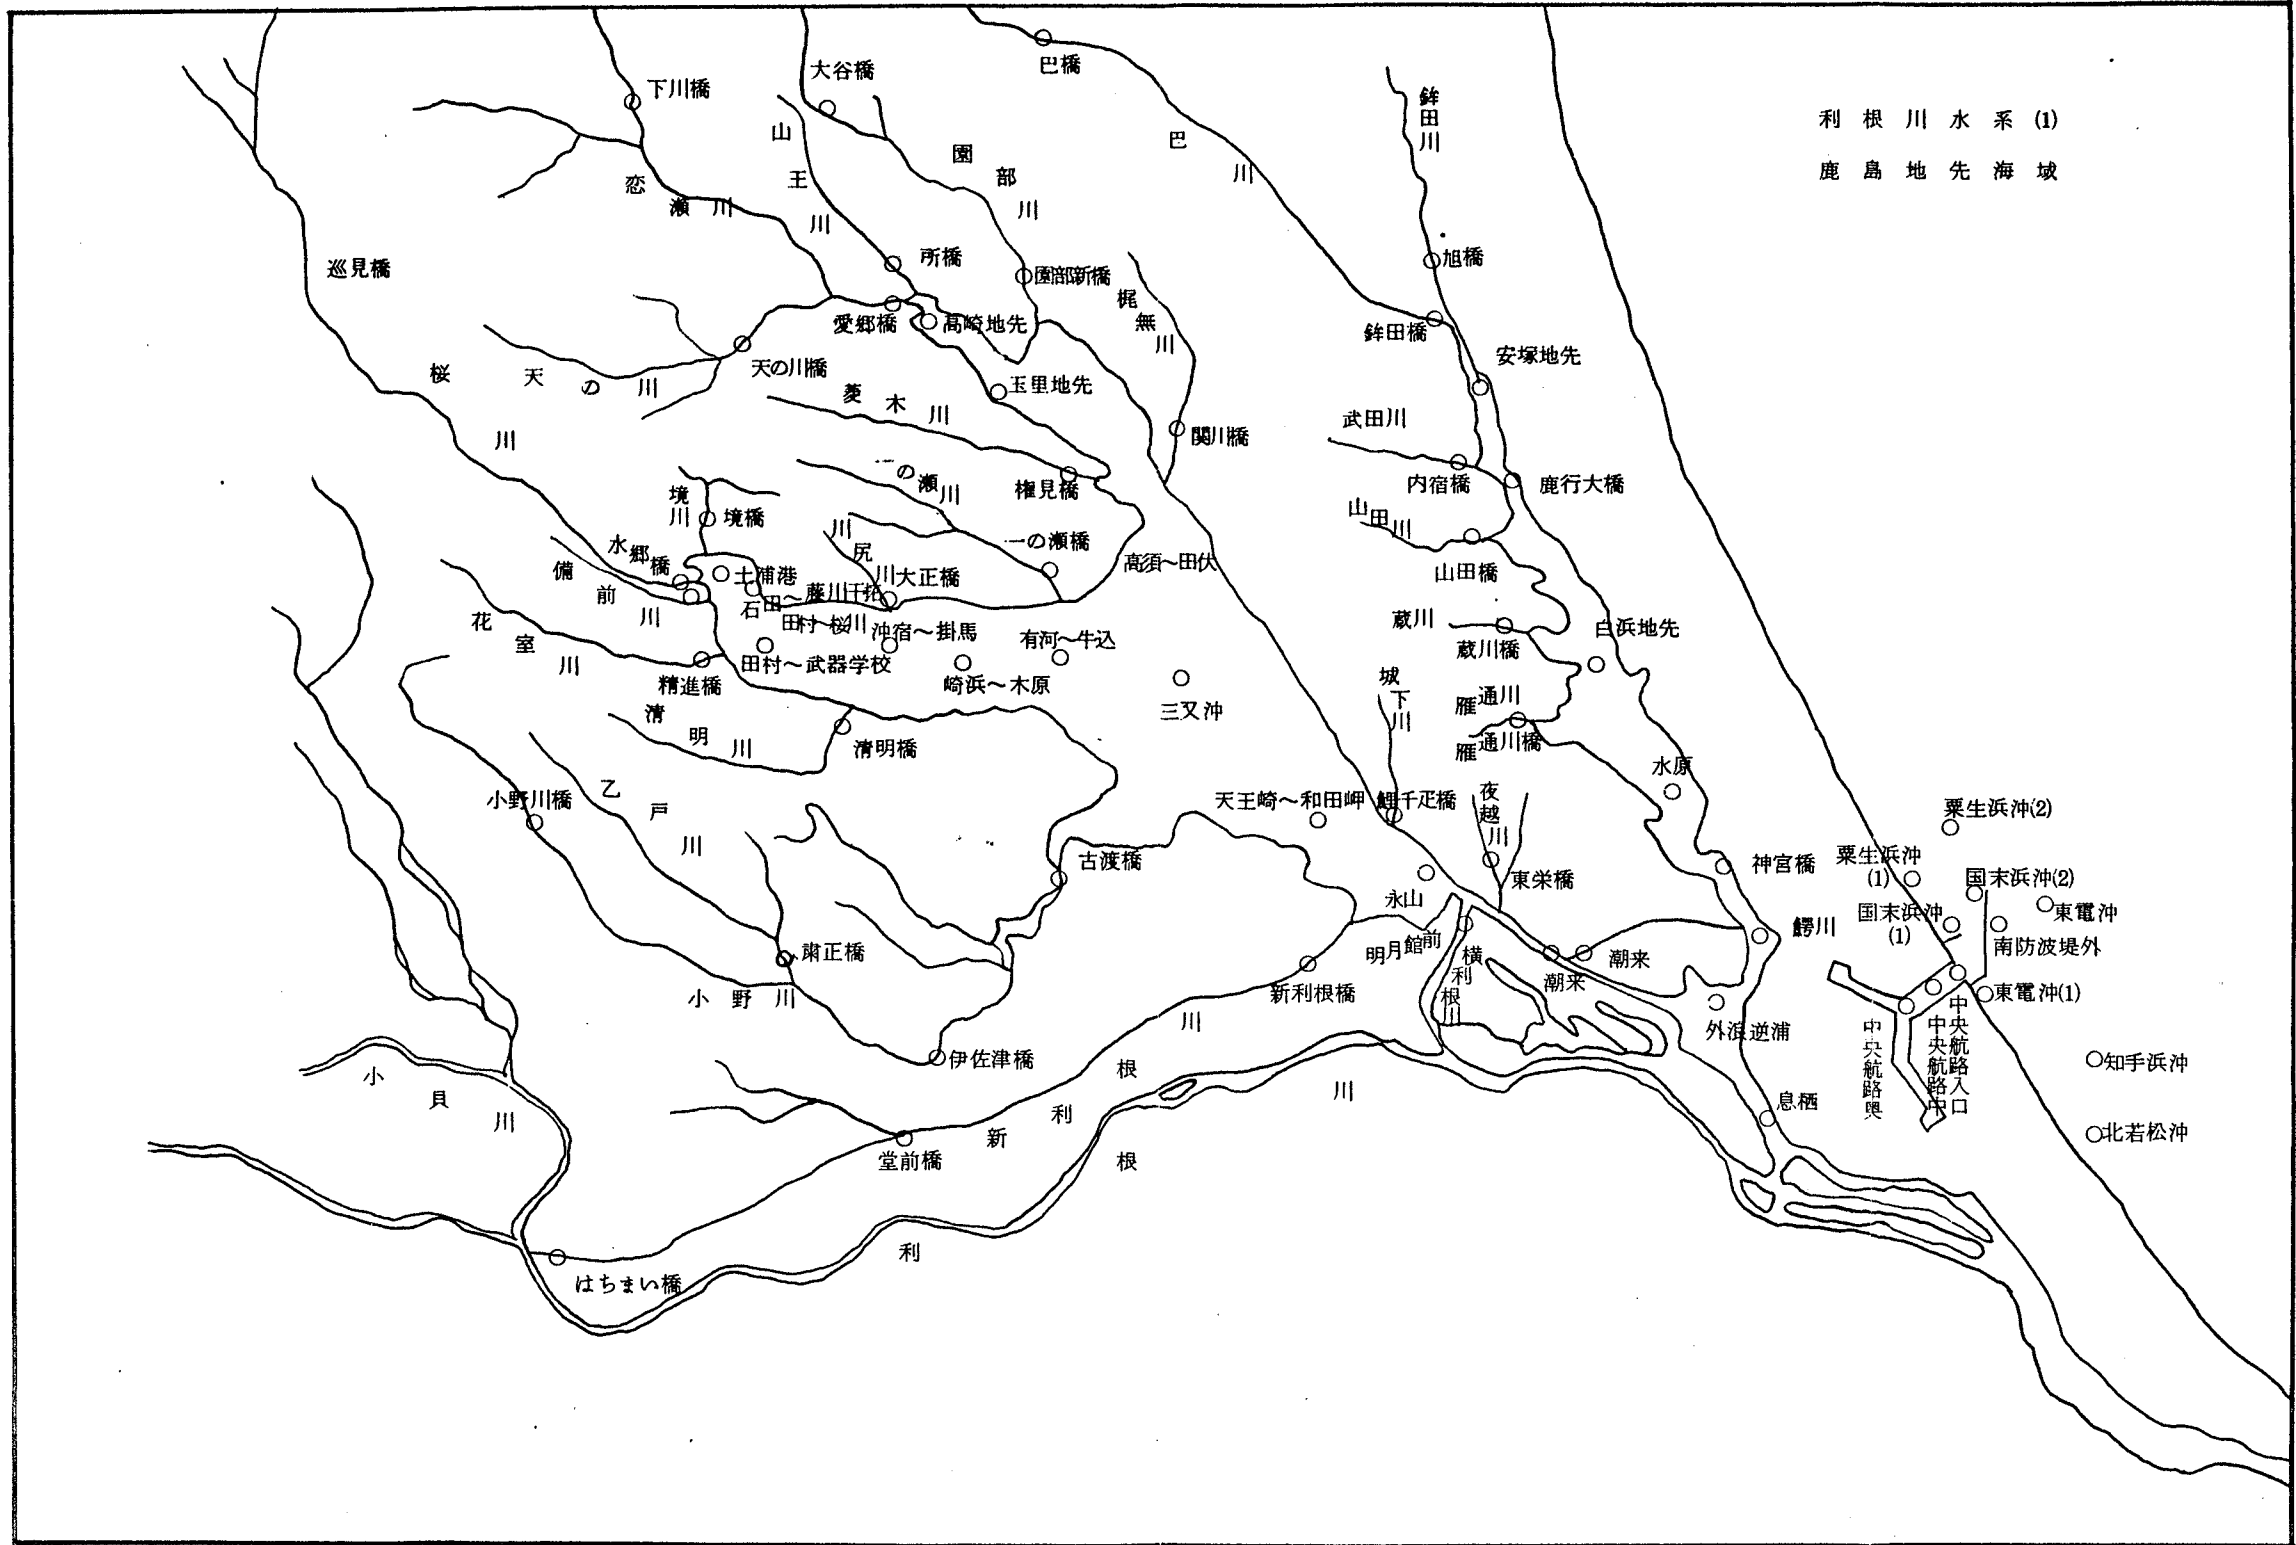 利根川水系(1)
鹿島地先海域
巴橋
大谷橋
下川橋
鉾田川
山王川
園部川
巴川
恋瀬川
巡見橋
所橋
園部新橋
旭橋
梶無川
愛郷橋
高崎地先
鉾田橋
安塚地先
天の川橋
桜川
天の川
玉里地先
菱木川
武田川
関川橋
一の瀬川
権見橋
内宿橋
鹿行大橋
境川
境橋
山田川
川尻川
一の瀬橋
水郷橋
高須~田伏
備前川
土浦港
大正橋
山田橋
石田~藤川干拓
田村~桜川
沖宿~掛馬
有河~牛込
蔵川
蔵川橋
白浜地先
花室川
精進橋
田村~武器学校
崎浜~木原
三又沖
城下川
雁通川
雁通川橋
清明川
清明橋
水原
小野川橋
乙戸川
天王崎~和田岬
鯉千疋橋
夜越川
粟生浜沖(2)
古渡橋
東栄橋
神宮橋
粟生浜沖(1)
国末浜沖(2)
永山
国末浜沖(1)
東電沖
鰐川
粛正橋
明月館前
横利根川
潮来
潮来
南防波堤外
小野川
新利根橋
東電沖(1)
外浪逆浦
中央航路奥
中央航路中
中央航路入口
伊佐津橋
知手浜沖
小貝川
息栖
北若松沖
新利根川
堂前橋
利根川
はちまい橋